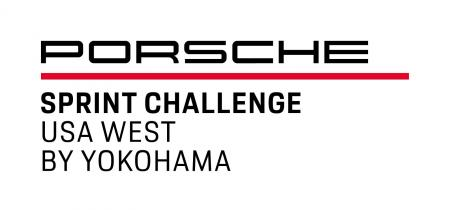 PORSCHE
SPRINT CHALLENGE
USA WEST
BY YOKOHAMA